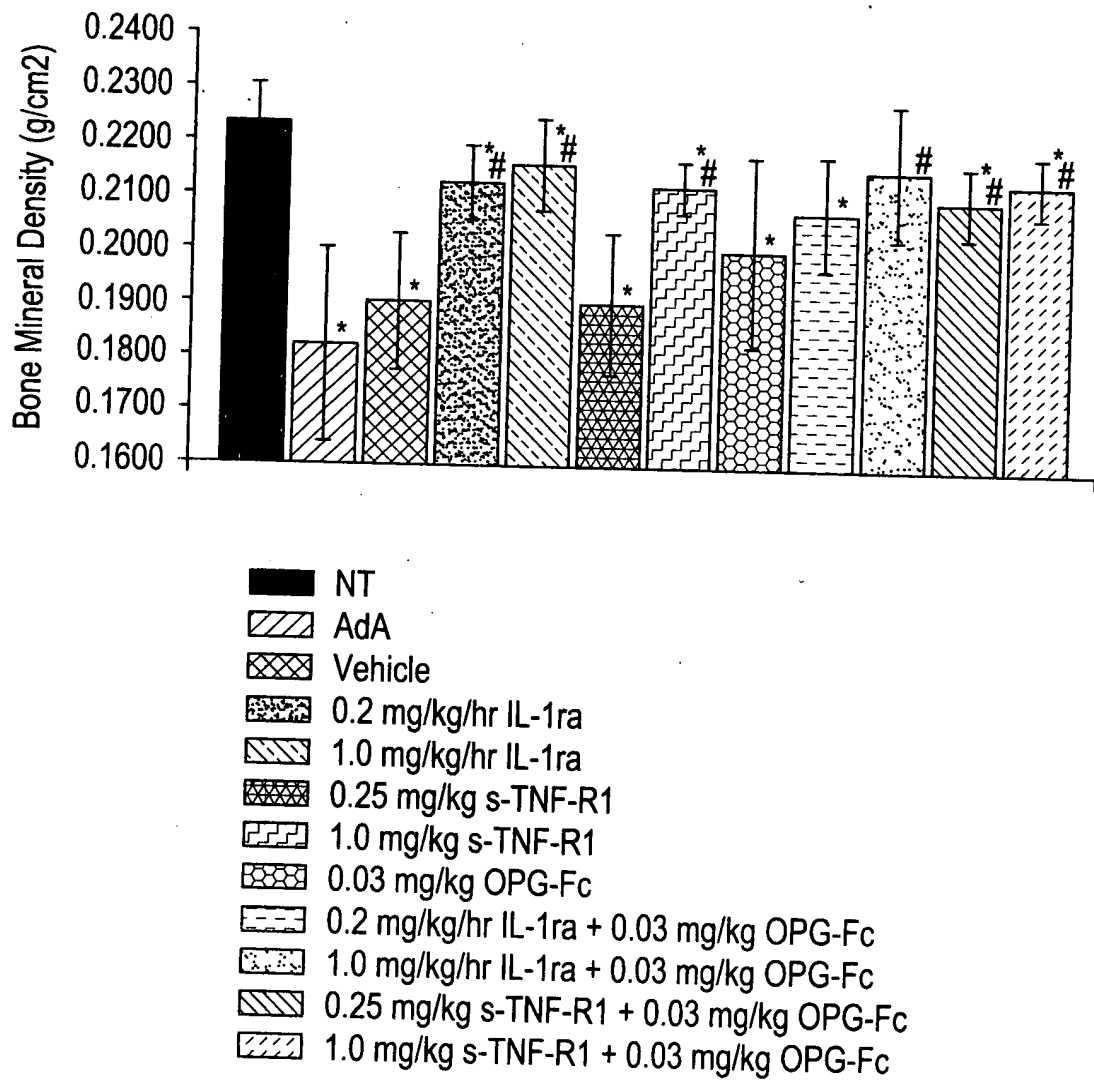 Bone Mineral Density (g/cm2)
0.2400
0.2300
0.2200
0.2100
0.2000
0.1900
0.1800
0.1700
0.1600
*
*
*#
*#
*
*#
*
*
#
*#
*#
NT
AdA
Vehicle
0.2 mg/kg/hr IL-1ra
1.0 mg/kg/hr IL-1ra
0.25 mg/kg s-TNF-R1
1.0 mg/kg s-TNF-R1
0.03 mg/kg OPG-Fc
0.2 mg/kg/hr IL-1ra + 0.03 mg/kg OPG-Fc
1.0 mg/kg/hr IL-1ra + 0.03 mg/kg OPG-Fc
0.25 mg/kg s-TNF-R1 + 0.03 mg/kg OPG-Fc
1.0 mg/kg s-TNF-R1 + 0.03 mg/kg OPG-Fc